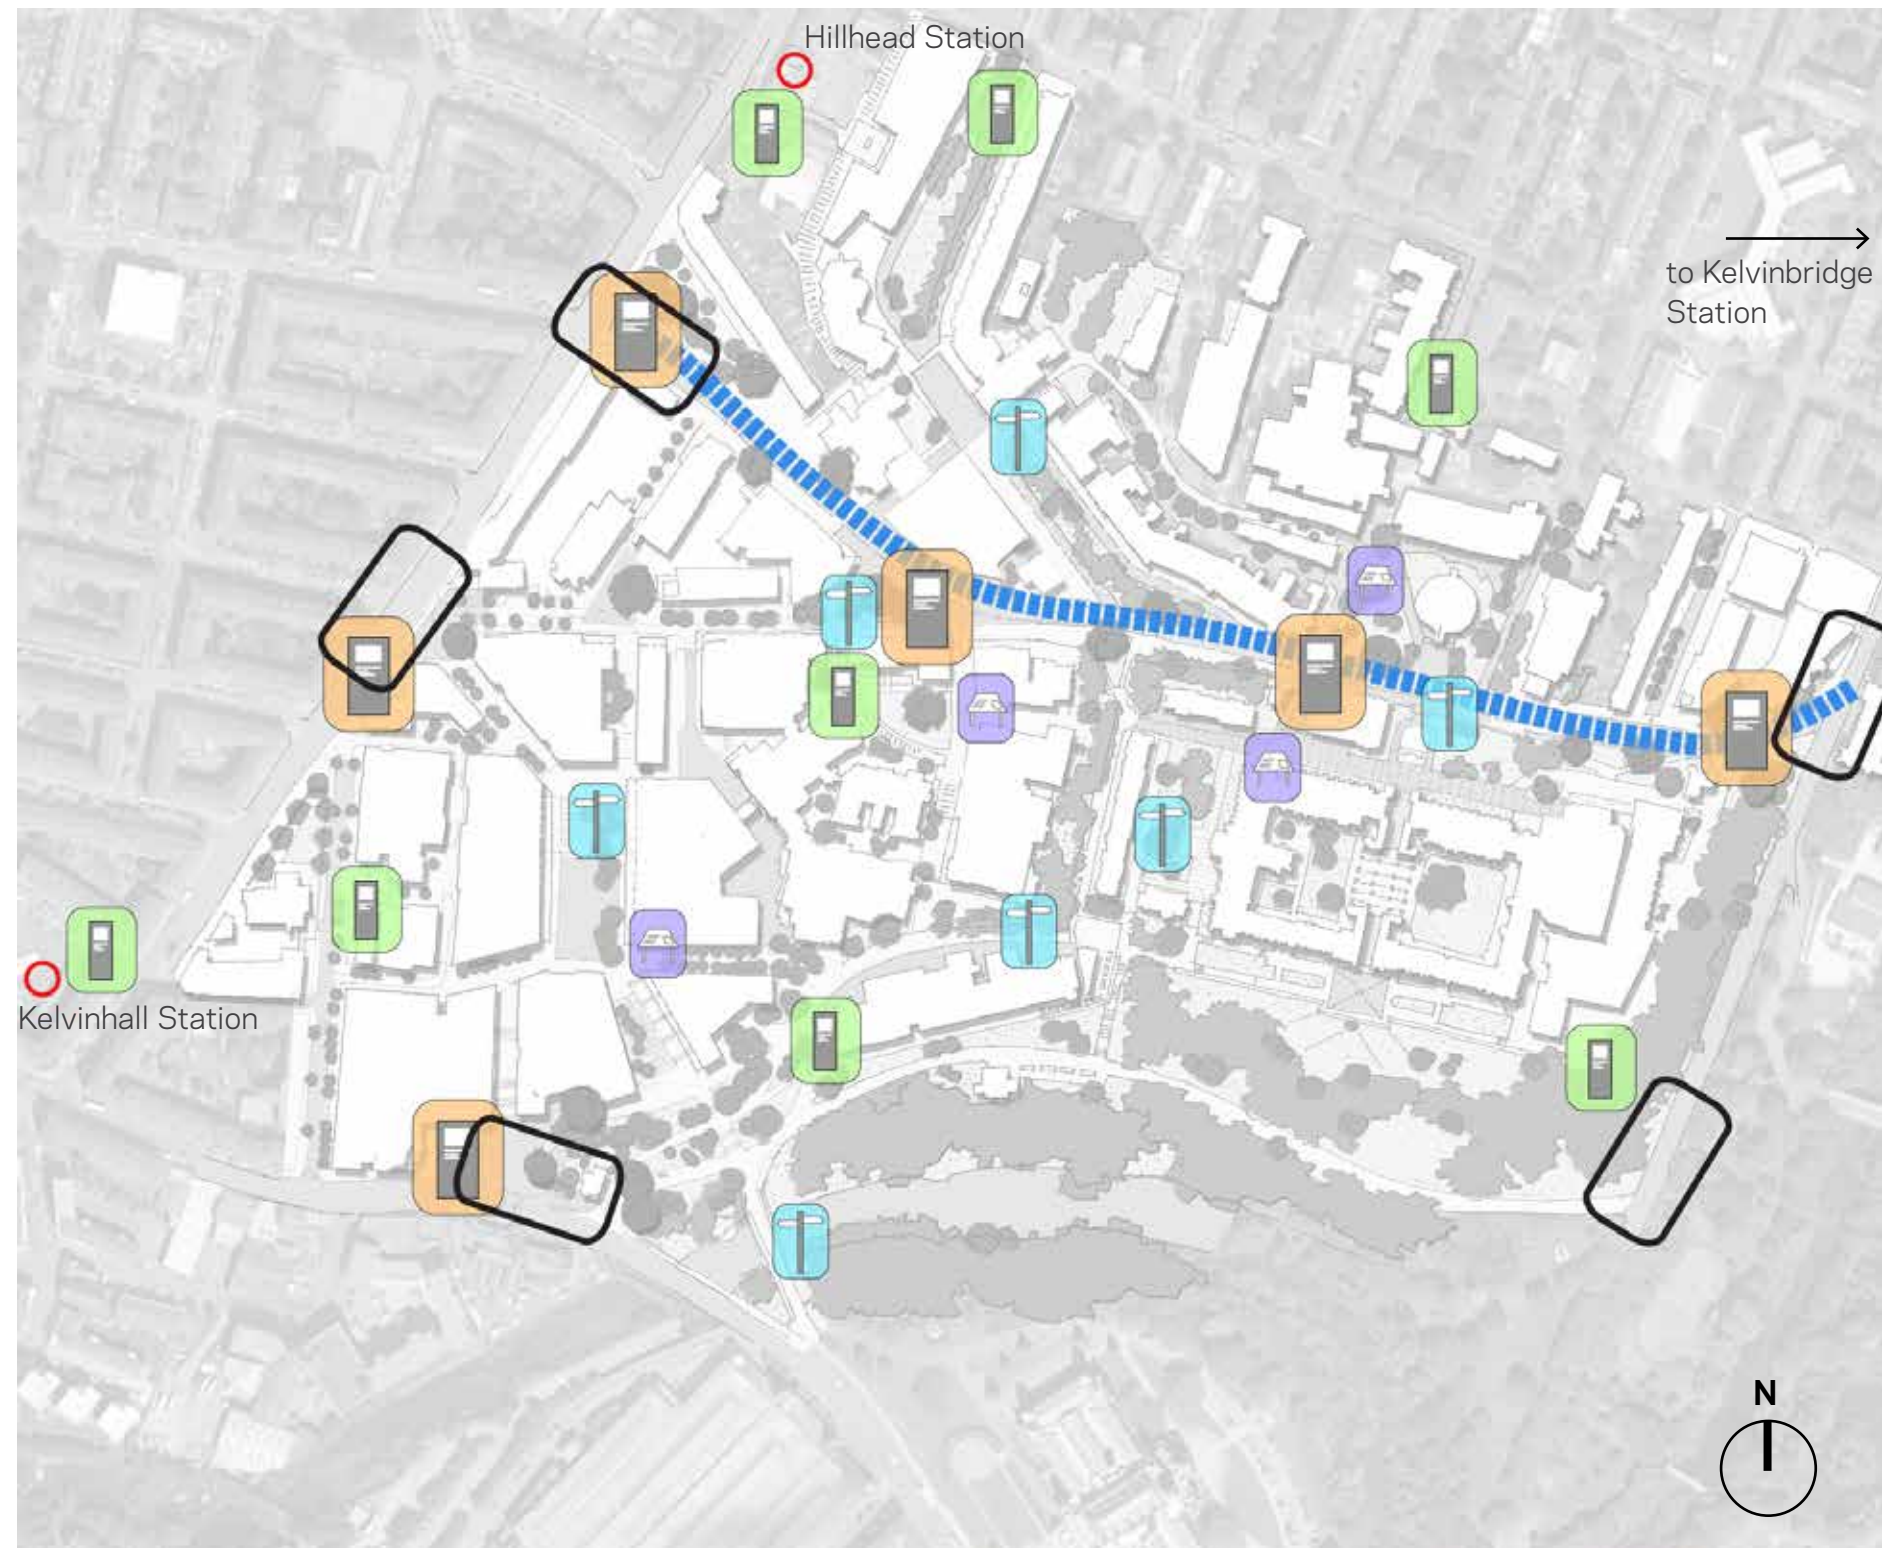 Hillhead Station
to Kelvinbridge
Station
Kelvinhall Station
N